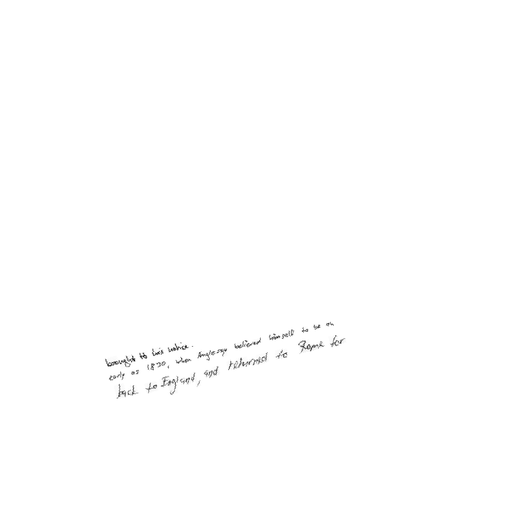 brought to his notice.
early as 1830, when Anglesey believed himself to be on
back to England, and returned to Rome for